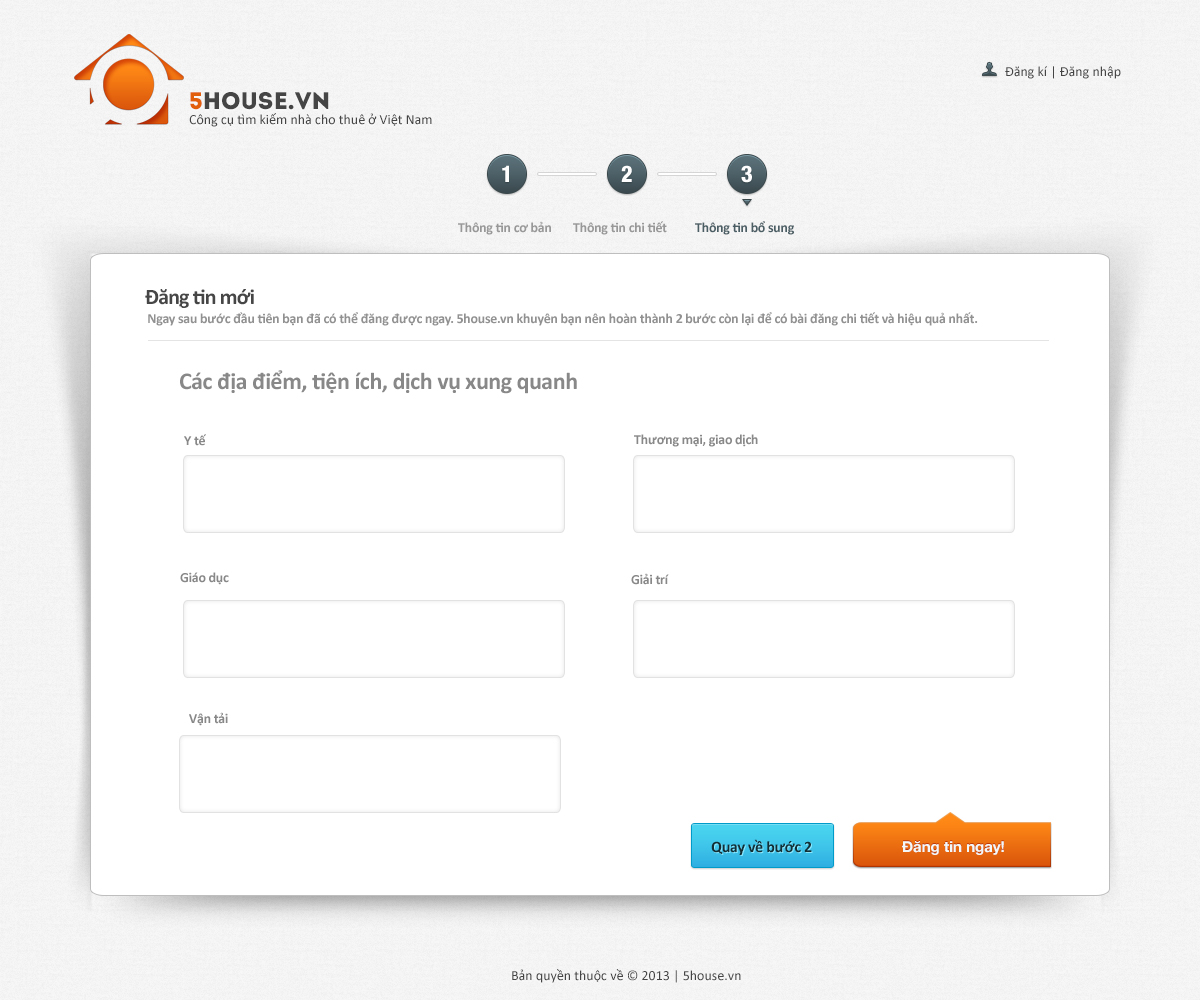 5HOUSE.VN
Công cụ tìm kiếm nhà cho thuê ở Việt Nam
Đăng kí | Đăng nhập
1 2 3
Thông tin cơ bản Thông tin chi tiết Thông tin bổ sung
Đăng tin mới
Ngay sau bước đầu tiên bạn đã có thể đăng được ngay. 5house.vn khuyên bạn nên hoàn thành 2 bước còn lại để có bài đăng chi tiết và hiệu quả nhất.
Các địa điểm, tiện ích, dịch vụ xung quanh
Y tế
Thương mại, giao dịch
Giáo dục
Giải trí
Vận tải
Quay về bước 2
Đăng tin ngay!
Bản quyền thuộc về © 2013 | 5house.vn